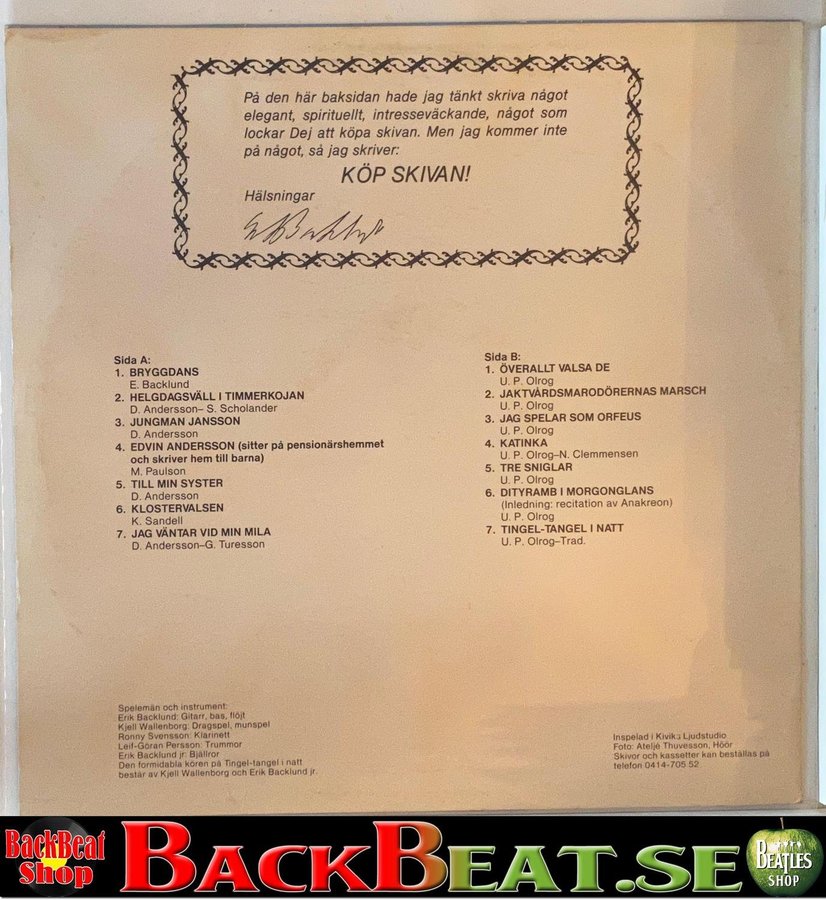 På den här baksidan hade jag tänkt skriva något
elegant, spirituellt, intresseväckande, något som
lockar Dej att köpa skivan. Men jag kommer inte
på något, så jag skriver:
KÖP SKIVAN!
Hälsningar
Sida A:
1. BRYGGDANS
E. Backlund
2. HELGDAGSVÄLL I TIMMERKOJAN
D. Andersson– S. Scholander
3. JUNGMAN JANSSON
D. Andersson
4. EDVIN ANDERSSON (sitter på pensionärshemmet
och skriver hem till barna)
M. Paulson
5. TILL MIN SYSTER
D. Andersson
6. KLOSTERVALSEN
K. Sandell
7. JAG VÄNTAR VID MIN MILA
D. Andersson–G. Turesson
Sida B:
1. ÖVERALLT VALSA DE
U. P. Olrog
2. JAKTVÅRDSMARODÖRERNAS MARSCH
U. P. Olrog
3. JAG SPELAR SOM ORFEUS
U. P. Olrog
4. KATINKA
U. P. Olrog–N. Clemmensen
5. TRE SNIGLAR
U. P. Olrog
6. DITYRAMB I MORGONGLANS
(Inledning: recitation av Anakreon)
U. P. Olrog
7. TINGEL-TANGEL I NATT
U. P. Olrog–Trad.
Spelemän och instrument:
Erik Backlund: Gitarr, bas, flöjt
Kjell Wallenborg: Dragspel, munspel
Ronny Svensson: Klarinett
Leif-Göran Persson: Trummor
Erik Backlund jr: Bjällror
Den formidabla kören på Tingel-tangel i natt
består av Kjell Wallenborg och Erik Backlund jr.
Inspelad i Kiviks Ljudstudio
Foto: Ateljé Thuvesson, Höör
Skivor och kassetter kan beställas på
telefon 0414-705 52
BackBeat
Shop
BACKBEAT.SE
BEATLES
SHOP